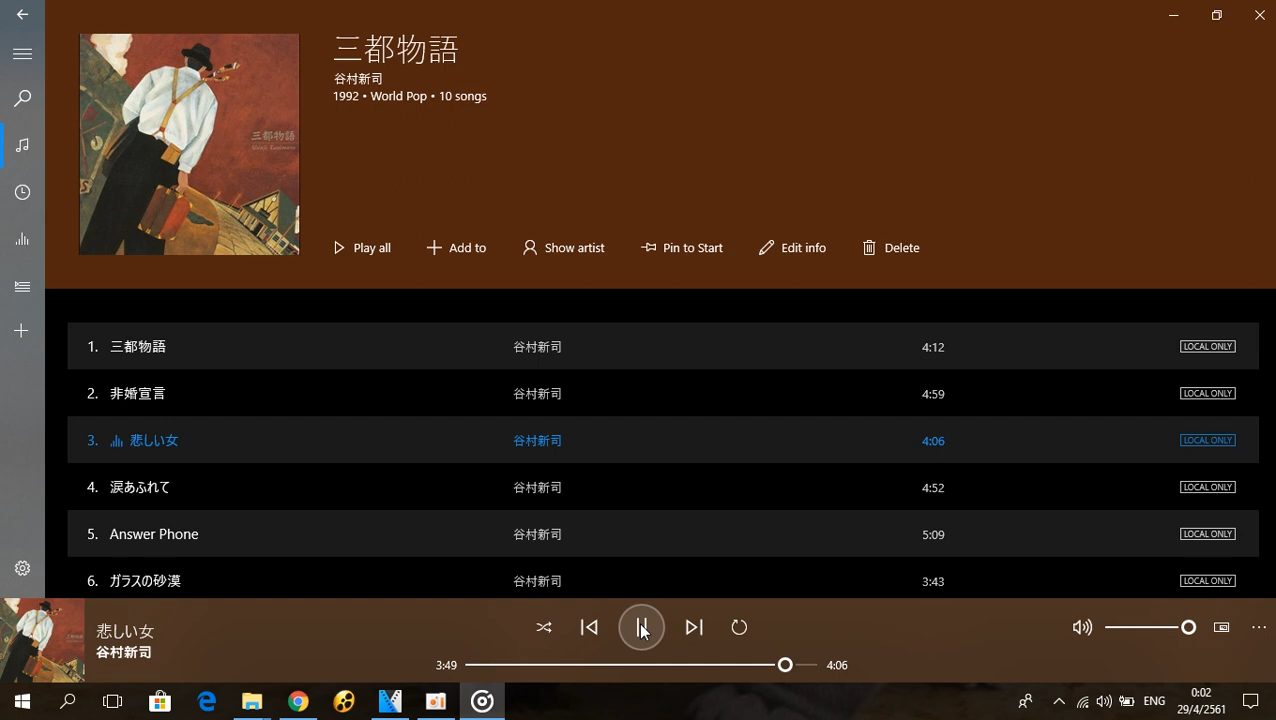 三都物語
谷村新司
1992 • World Pop • 10 songs
三都物語
Play all
Add to
Show artist
Pin to Start
Edit info
Delete
1. 三都物語 谷村新司 4:12 LOCAL ONLY
2. 非婚宣言 谷村新司 4:59 LOCAL ONLY
3. 悲しい女 谷村新司 4:06 LOCAL ONLY
4. 涙あふれて 谷村新司 4:52 LOCAL ONLY
5. Answer Phone 谷村新司 5:09 LOCAL ONLY
6. ガラスの砂漠 谷村新司 3:43 LOCAL ONLY
悲しい女
谷村新司
3:49
4:06
ENG
0:02
29/4/2561